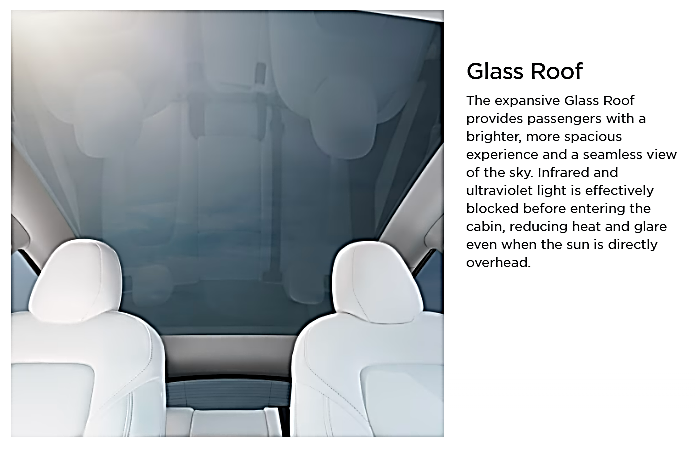 Glass Roof
The expansive Glass Roof
provides passengers with a
brighter, more spacious
experience and a seamless view
of the sky. Infrared and
ultraviolet light is effectively
blocked before entering the
cabin, reducing heat and glare
even when the sun is directly
overhead.